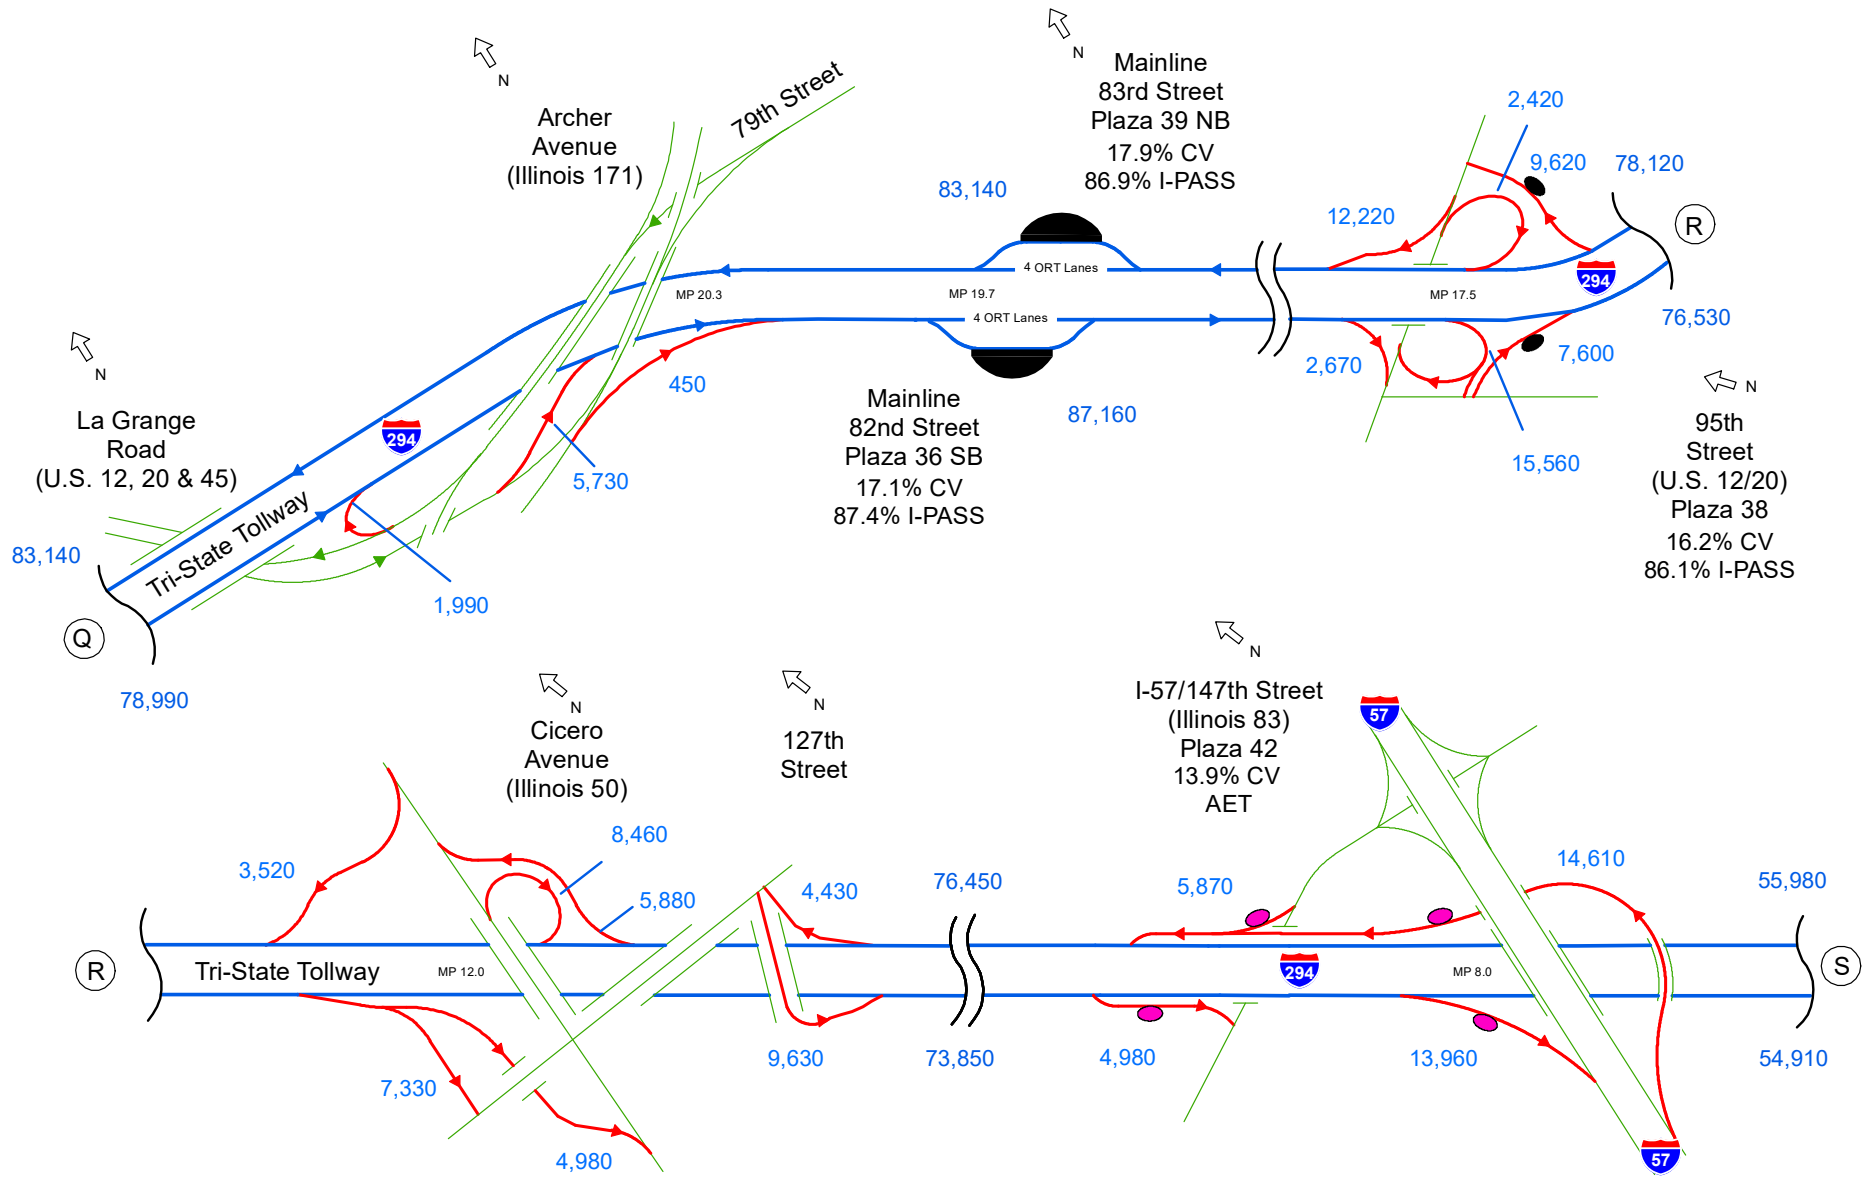 N
N
Mainline
83rd Street
Plaza 39 NB
17.9% CV
86.9% I-PASS
Archer
Avenue
(Illinois 171)
79th Street
2,420
9,620
78,120
83,140
12,220
R
4 ORT Lanes
294
MP 20.3
MP 19.7
MP 17.5
4 ORT Lanes
76,530
N
2,670
7,600
450
N
Mainline
82nd Street
Plaza 36 SB
17.1% CV
87.4% I-PASS
87,160
La Grange
Road
(U.S. 12, 20 & 45)
294
5,730
15,560
95th
Street
(U.S. 12/20)
Plaza 38
16.2% CV
86.1% I-PASS
83,140
Tri-State Tollway
1,990
Q
78,990
N
N
N
Cicero
Avenue
(Illinois 50)
127th
Street
I-57/147th Street
(Illinois 83)
Plaza 42
13.9% CV
AET
57
8,460
3,520
5,880
4,430
76,450
5,870
14,610
55,980
R
Tri-State Tollway
MP 12.0
294
MP 8.0
S
7,330
9,630
73,850
4,980
13,960
54,910
4,980
57